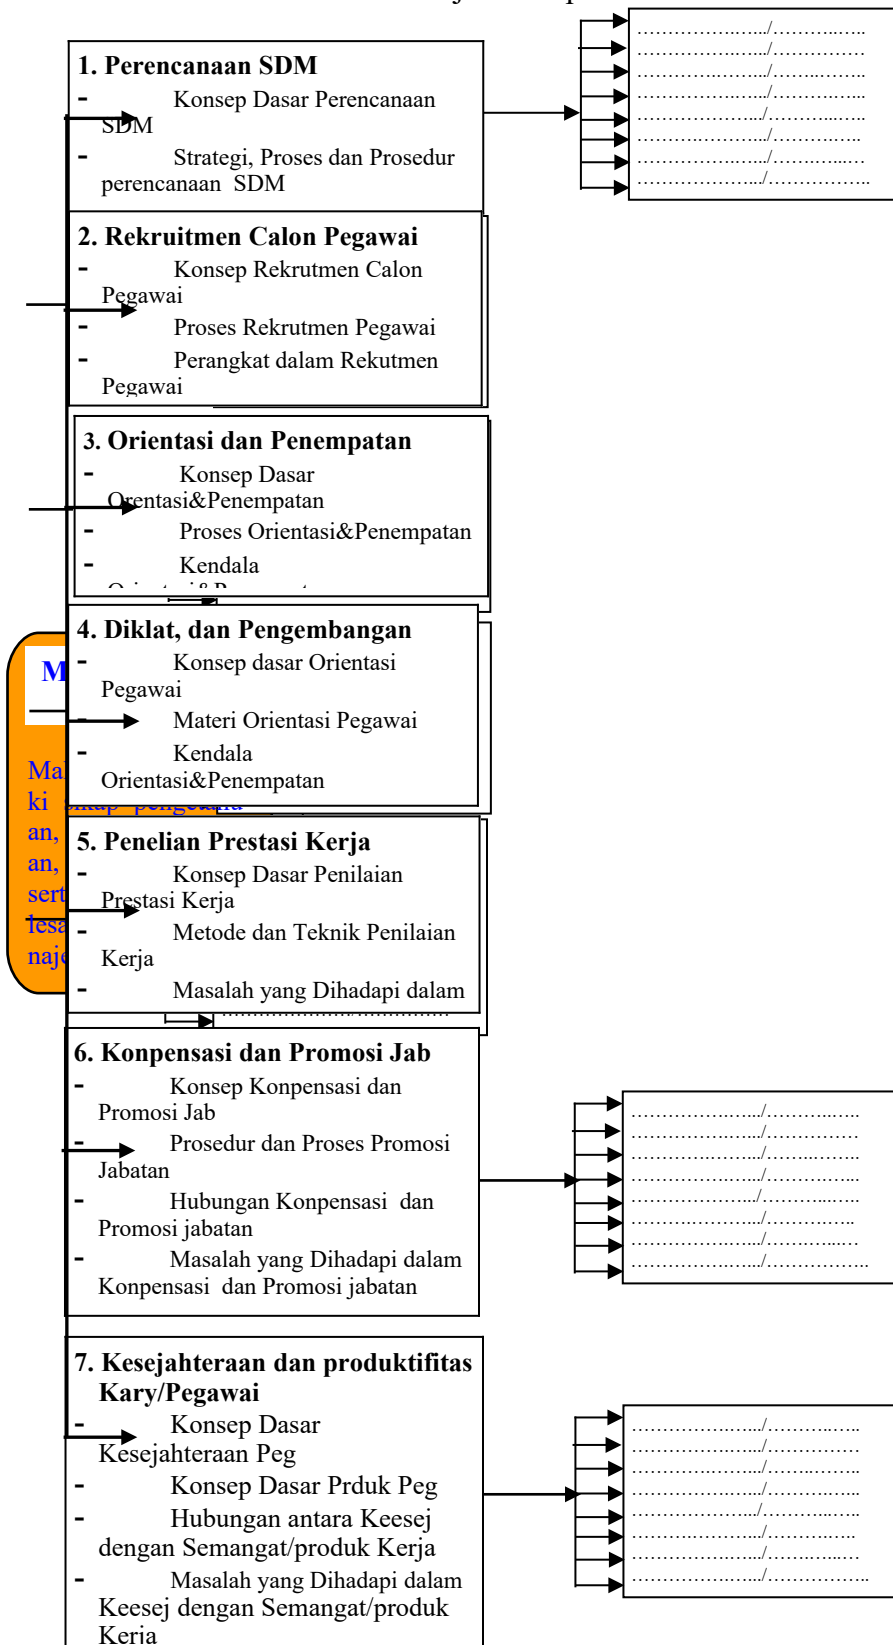 1. Perencanaan SDM
- Konsep Dasar Perencanaan
SDM
- Strategi, Proses dan Prosedur
perencanaan SDM
…………………../………..…..
…………………../……………
…………………../………..…..
…………………../………..…..
…………………./………..…..
…………………../…………..
…………………../………..…..
…………………../……………..
2. Rekruitmen Calon Pegawai
- Konsep Rekrutmen Calon
Pegawai
- Proses Rekrutmen Pegawai
- Perangkat dalam Rekutmen
Pegawai
3. Orientasi dan Penempatan
- Konsep Dasar
Orentasi&Penempatan
- Proses Orientasi&Penempatan
- Kendala
4. Diklat, dan Pengembangan
- Konsep dasar Orientasi
Pegawai
- Materi Orientasi Pegawai
- Kendala
Orientasi&Penempatan
M
Mal
ki
an,
an,
sert
lesa
naje
5. Penelian Prestasi Kerja
- Konsep Dasar Penilaian
Prestasi Kerja
- Metode dan Teknik Penilaian
Kerja
- Masalah yang Dihadapi dalam
6. Konpensasi dan Promosi Jab
- Konsep Konpensasi dan
Promosi Jab
- Prosedur dan Proses Promosi
Jabatan
- Hubungan Konpensasi dan
Promosi jabatan
- Masalah yang Dihadapi dalam
Konpensasi dan Promosi jabatan
…………………../………..…..
…………………../……………
…………………../………..…..
…………………../………..…..
…………………./………..…..
…………………../…………..
…………………../………..…..
…………………../……………..
7. Kesejahteraan dan produktifitas
Kary/Pegawai
- Konsep Dasar
Kesejahteraan Peg
- Konsep Dasar Prduk Peg
- Hubungan antara Keesej
dengan Semangat/produk Kerja
- Masalah yang Dihadapi dalam
Keesej dengan Semangat/produk
Kerja
…………………../………..…..
…………………../……………
…………………../………..…..
…………………../………..…..
…………………./………..…..
…………………../…………..
…………………../………..…..
…………………../……………..